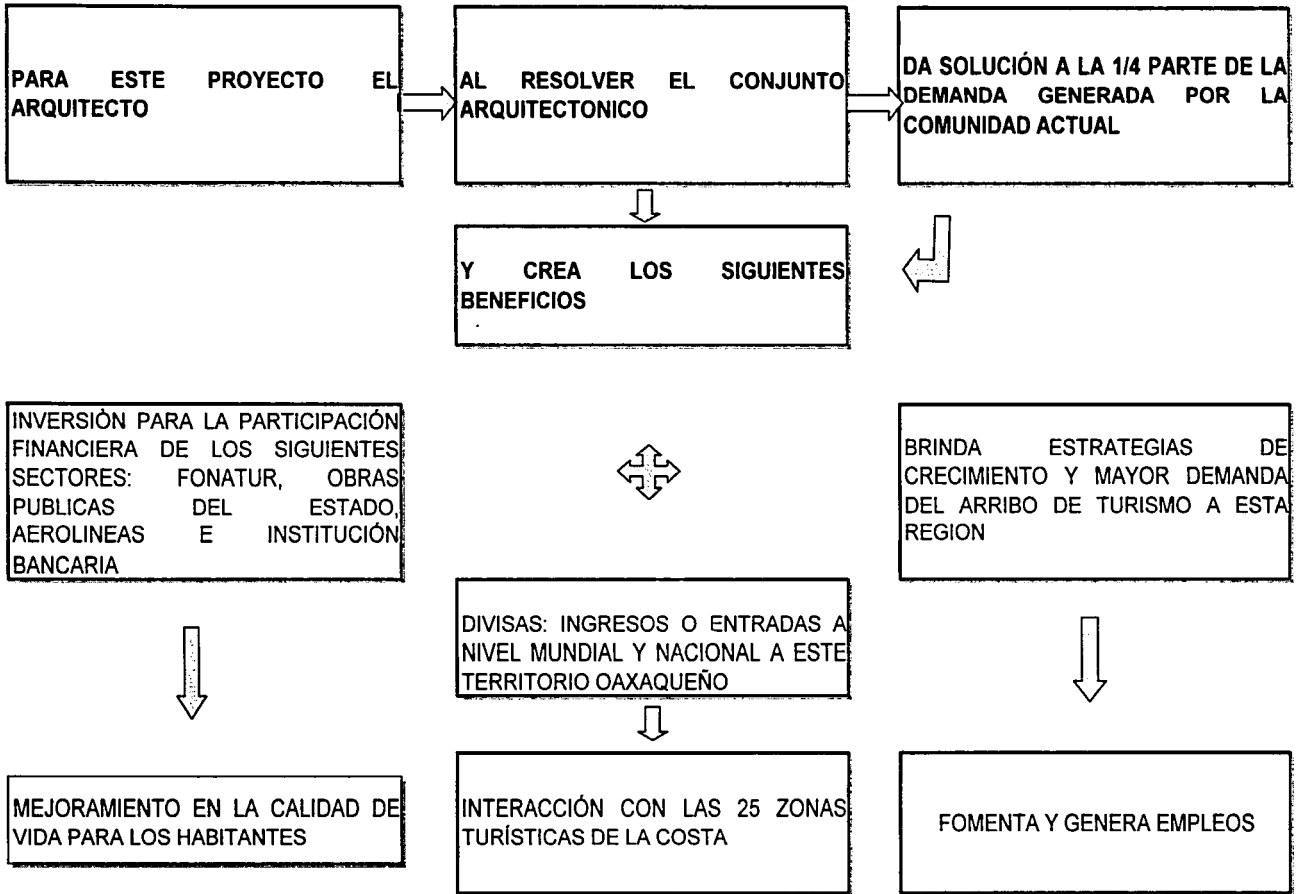 PARA ESTE PROYECTO EL
ARQUITECTO
AL RESOLVER EL CONJUNTO
ARQUITECTONICO
DA SOLUCIÓN A LA 1/4 PARTE DE LA
DEMANDA GENERADA POR LA
COMUNIDAD ACTUAL
Y CREA LOS SIGUIENTES
BENEFICIOS
INVERSIÓN PARA LA PARTICIPACIÓN
FINANCIERA DE LOS SIGUIENTES
SECTORES: FONATUR, OBRAS
PUBLICAS DEL ESTADO,
AEROLINEAS E INSTITUCIÓN
BANCARIA
BRINDA ESTRATEGIAS DE
CRECIMIENTO Y MAYOR DEMANDA
DEL ARRIBO DE TURISMO A ESTA
REGION
DIVISAS: INGRESOS O ENTRADAS A
NIVEL MUNDIAL Y NACIONAL A ESTE
TERRITORIO OAXAQUEÑO
MEJORAMIENTO EN LA CALIDAD DE
VIDA PARA LOS HABITANTES
INTERACCIÓN CON LAS 25 ZONAS
TURÍSTICAS DE LA COSTA
FOMENTA Y GENERA EMPLEOS